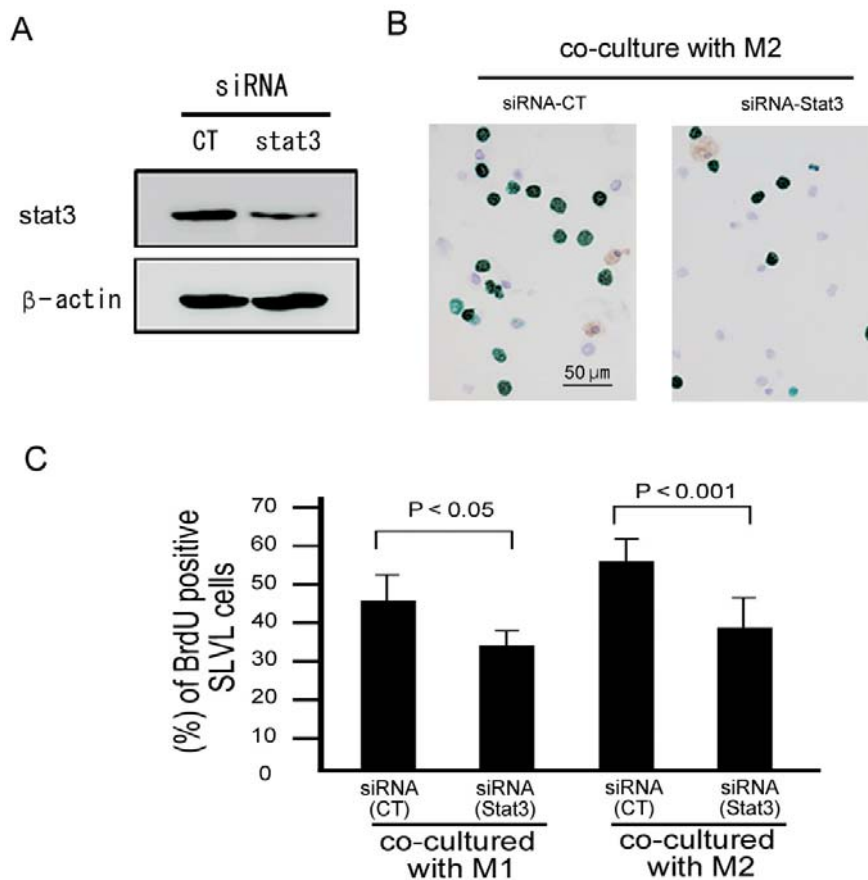 A
siRNA
CT stat3
stat3
β-actin
B
co-culture with M2
siRNA-CT siRNA-Stat3
50 μm
C
(%) of BrdU positive
SLVL cells
70
60
50
40
30
20
10
0
P < 0.05
P < 0.001
siRNA
(CT)
siRNA
(Stat3)
siRNA
(CT)
siRNA
(Stat3)
co-cultured
with M1
co-cultured
with M2